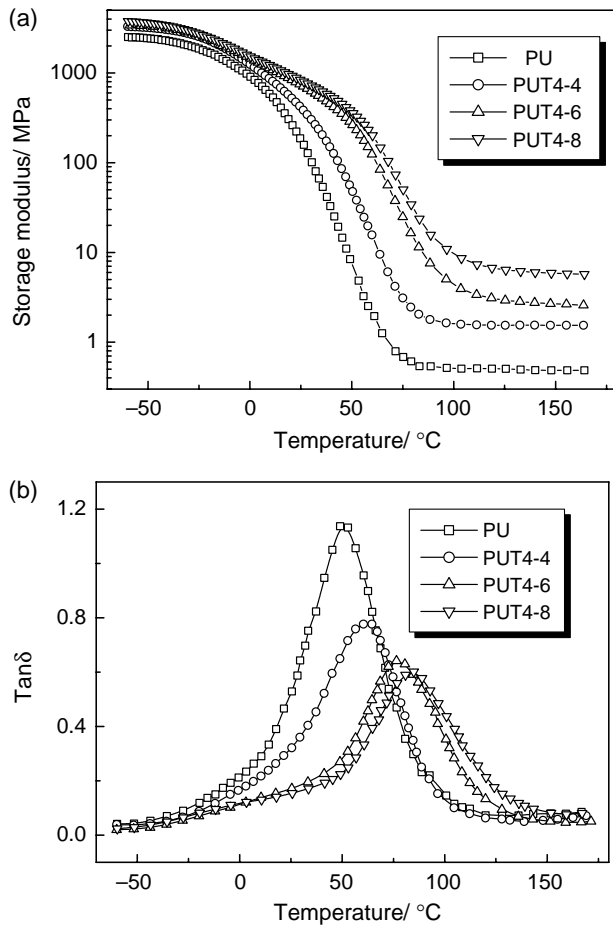 (a)
Storage modulus/ MPa
1000
100
10
1
PU
PUT4-4
PUT4-6
PUT4-8
−50
0
50
100
150
Temperature/ °C
(b)
Tanδ
1.2
0.8
0.4
0.0
PU
PUT4-4
PUT4-6
PUT4-8
−50
0
50
100
150
Temperature/ °C